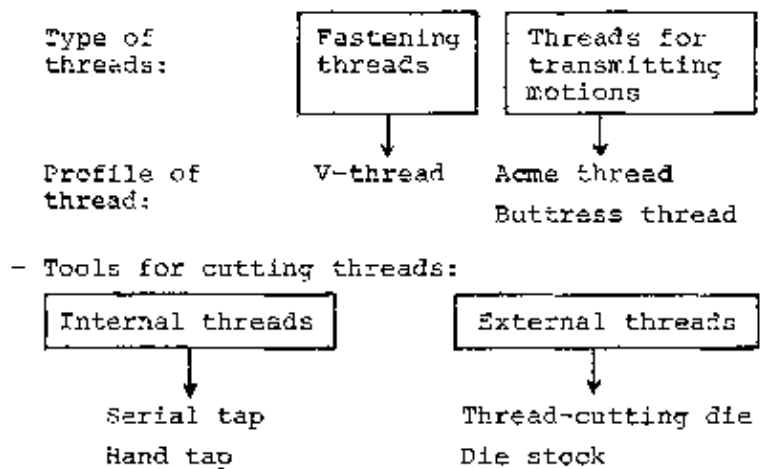 Type of
threads:
Fastening
threads
Threads for
transmitting
motions
Profile of
thread:
V-thread
Acme thread
Buttress thread
- Tools for cutting threads:
Internal threads
External threads
Serial tap
Thread-cutting die
Hand tap
Die stock